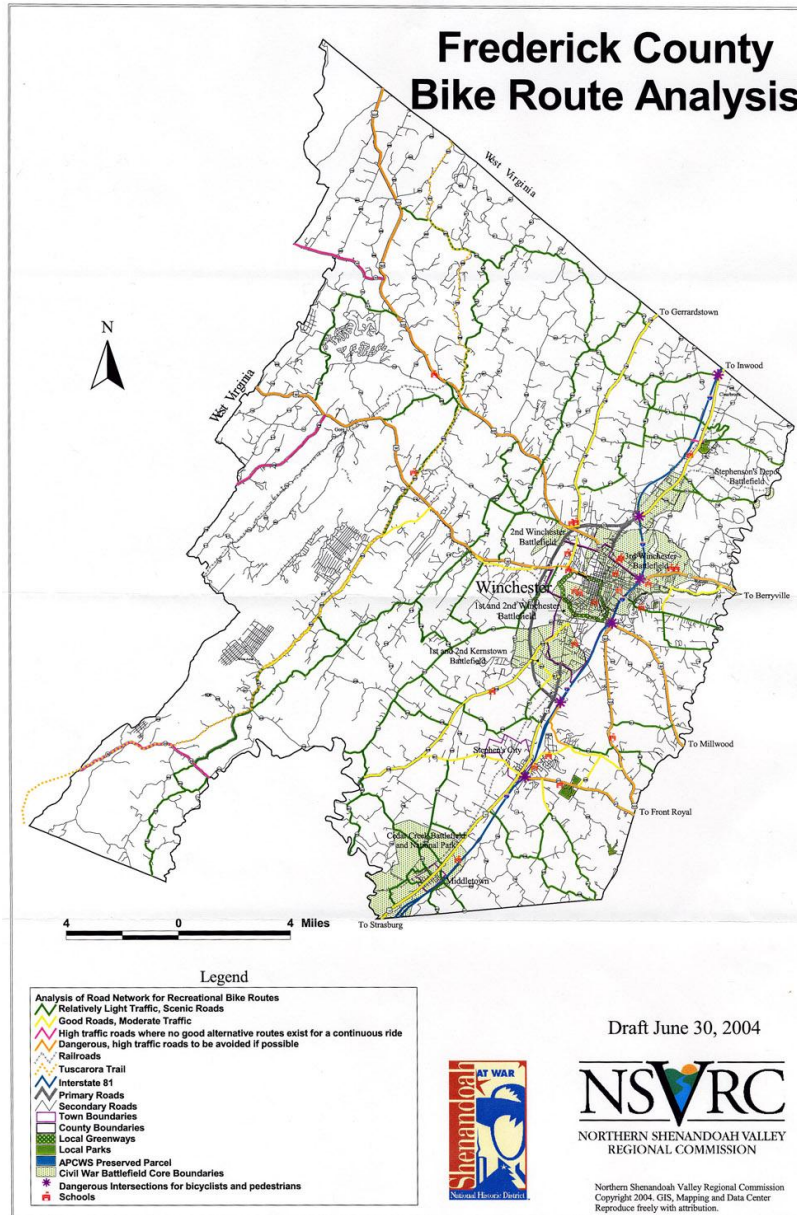 Frederick County
Bike Route Analysis
West Virginia
To Gerrardstown
N
To Inwood
West Virginia
Stephenson's Depot
Battlefield
2nd Winchester
Battlefield
3rd Winchester
Battlefield
Winchester
To Berryville
1st and 2nd Winchester
Battlefield
1st and 2nd Kernstown
Battlefield
To Millwood
Stephen's City
To Front Royal
Cedar Creek Battlefield
and National Park
Middletown
4 0 4 Miles
To Strasburg
Legend
Analysis of Road Network for Recreational Bike Routes
Relatively Light Traffic, Scenic Roads
Good Roads, Moderate Traffic
High traffic roads where no good alternative routes exist for a continuous ride
Dangerous, high traffic roads to be avoided if possible
Railroads
Tuscarora Trail
Interstate 81
Primary Roads
Secondary Roads
Town Boundaries
County Boundaries
Local Greenways
Local Parks
APCWS Preserved Parcel
Civil War Battlefield Core Boundaries
Dangerous Intersections for bicyclists and pedestrians
Schools
Shenandoah
AT WAR
National Historic District
Draft June 30, 2004
NSVRC
NORTHERN SHENANDOAH VALLEY
REGIONAL COMMISSION
Northern Shenandoah Valley Regional Commission
Copyright 2004. GIS, Mapping and Data Center
Reproduce freely with attribution.